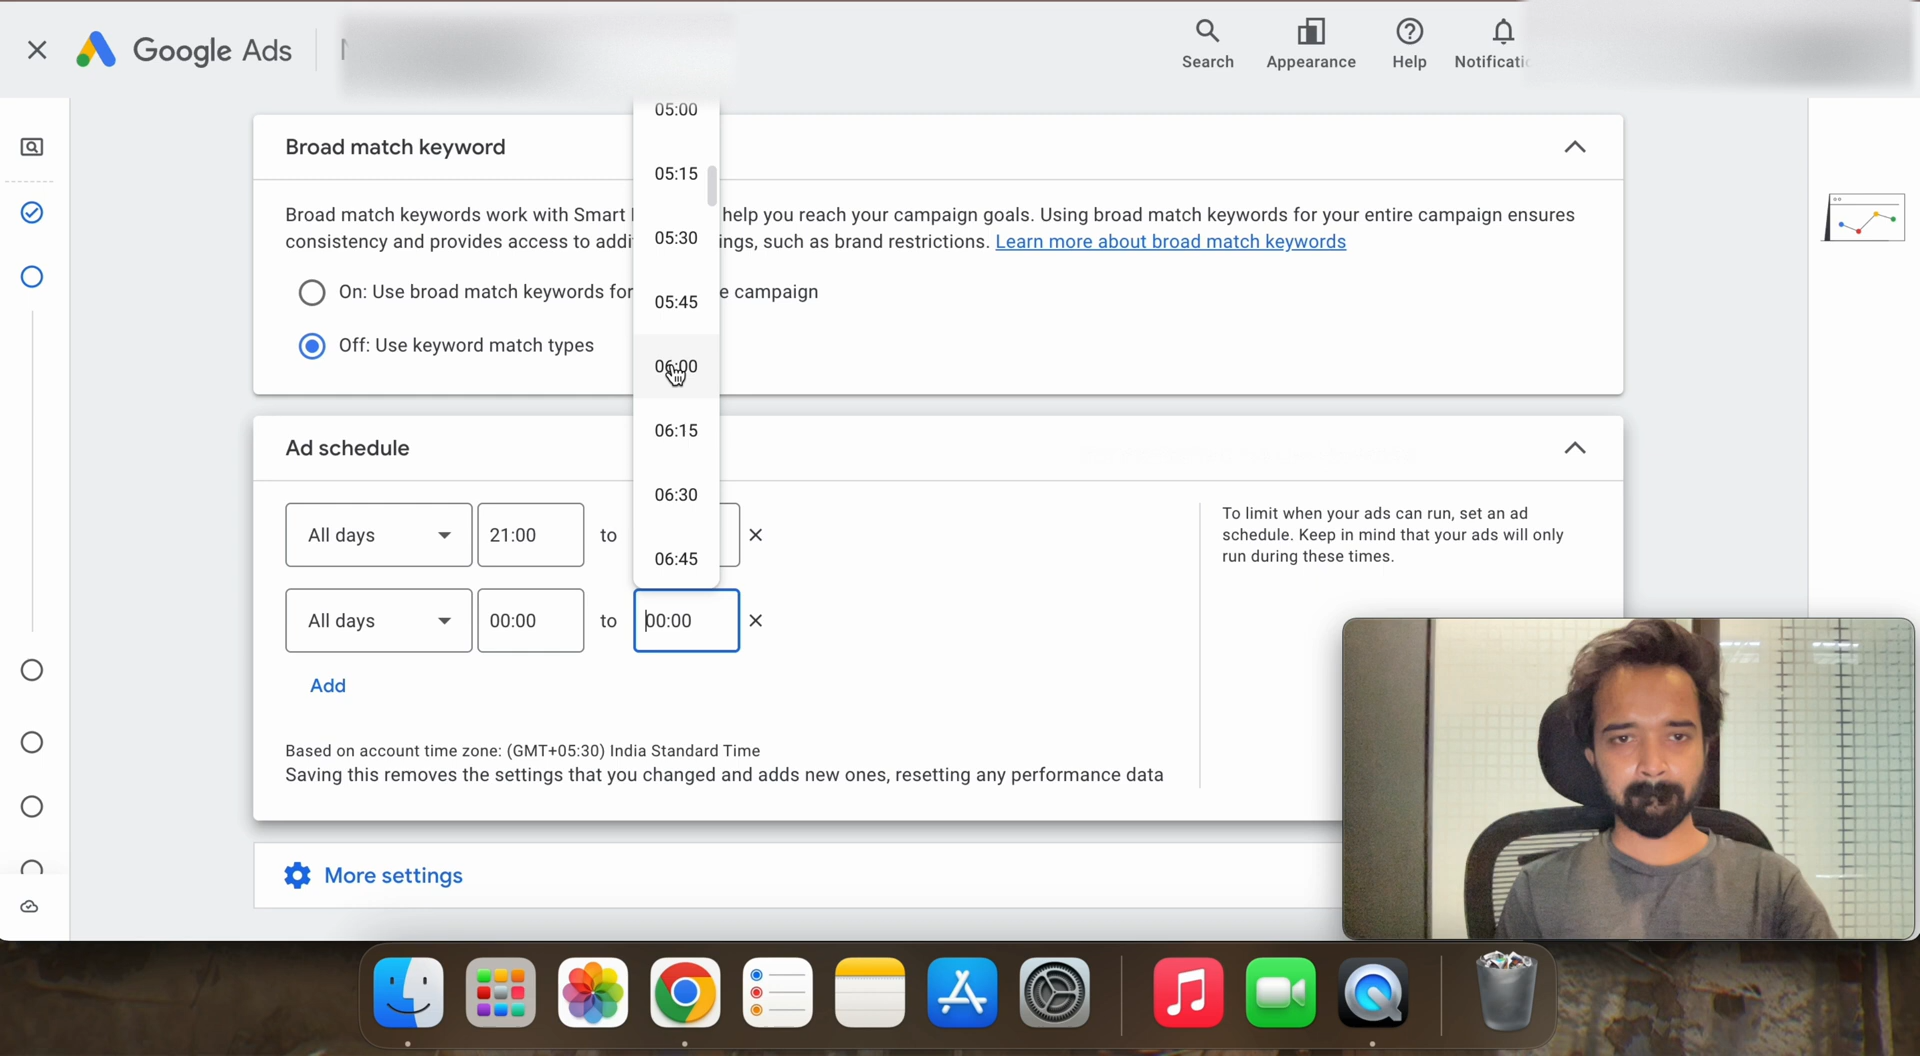 Google Ads
Search
Appearance
Help
Notificati
05:00
05:15
05:30
05:45
06:00
06:15
06:30
06:45
Broad match keyword
Broad match keywords work with Smart help you reach your campaign goals. Using broad match keywords for your entire campaign ensures
consistency and provides access to addi ngs, such as brand restrictions. Learn more about broad match keywords
On: Use broad match keywords for e campaign
Off: Use keyword match types
Ad schedule
All days 21:00 to
All days 00:00 to 00:00
Add
To limit when your ads can run, set an ad
schedule. Keep in mind that your ads will only
run during these times.
Based on account time zone: (GMT+05:30) India Standard Time
Saving this removes the settings that you changed and adds new ones, resetting any performance data
More settings